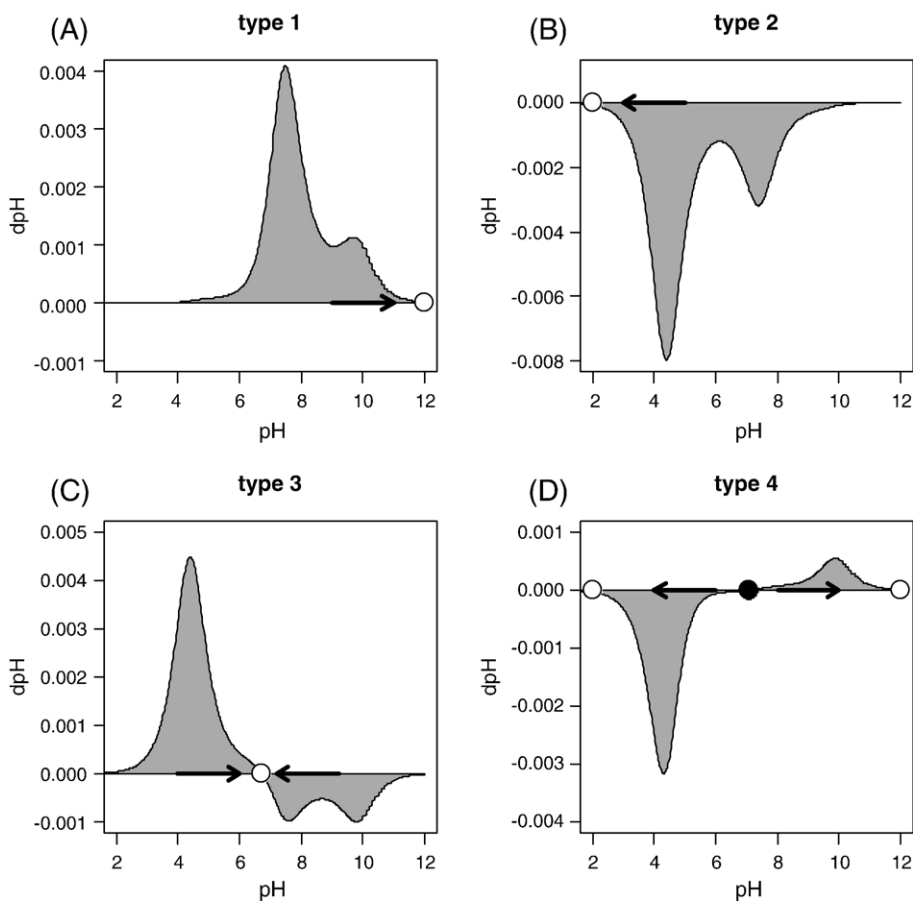 (A)
type 1
0.004
0.003
0.002
0.001
0.000
-0.001
dpH
2 4 6 8 10 12
pH
(B)
type 2
0.000
-0.002
-0.004
-0.006
-0.008
dpH
2 4 6 8 10 12
pH
(C)
type 3
0.005
0.004
0.003
0.002
0.001
0.000
-0.001
dpH
2 4 6 8 10 12
pH
(D)
type 4
0.001
0.000
-0.001
-0.002
-0.003
-0.004
dpH
2 4 6 8 10 12
pH